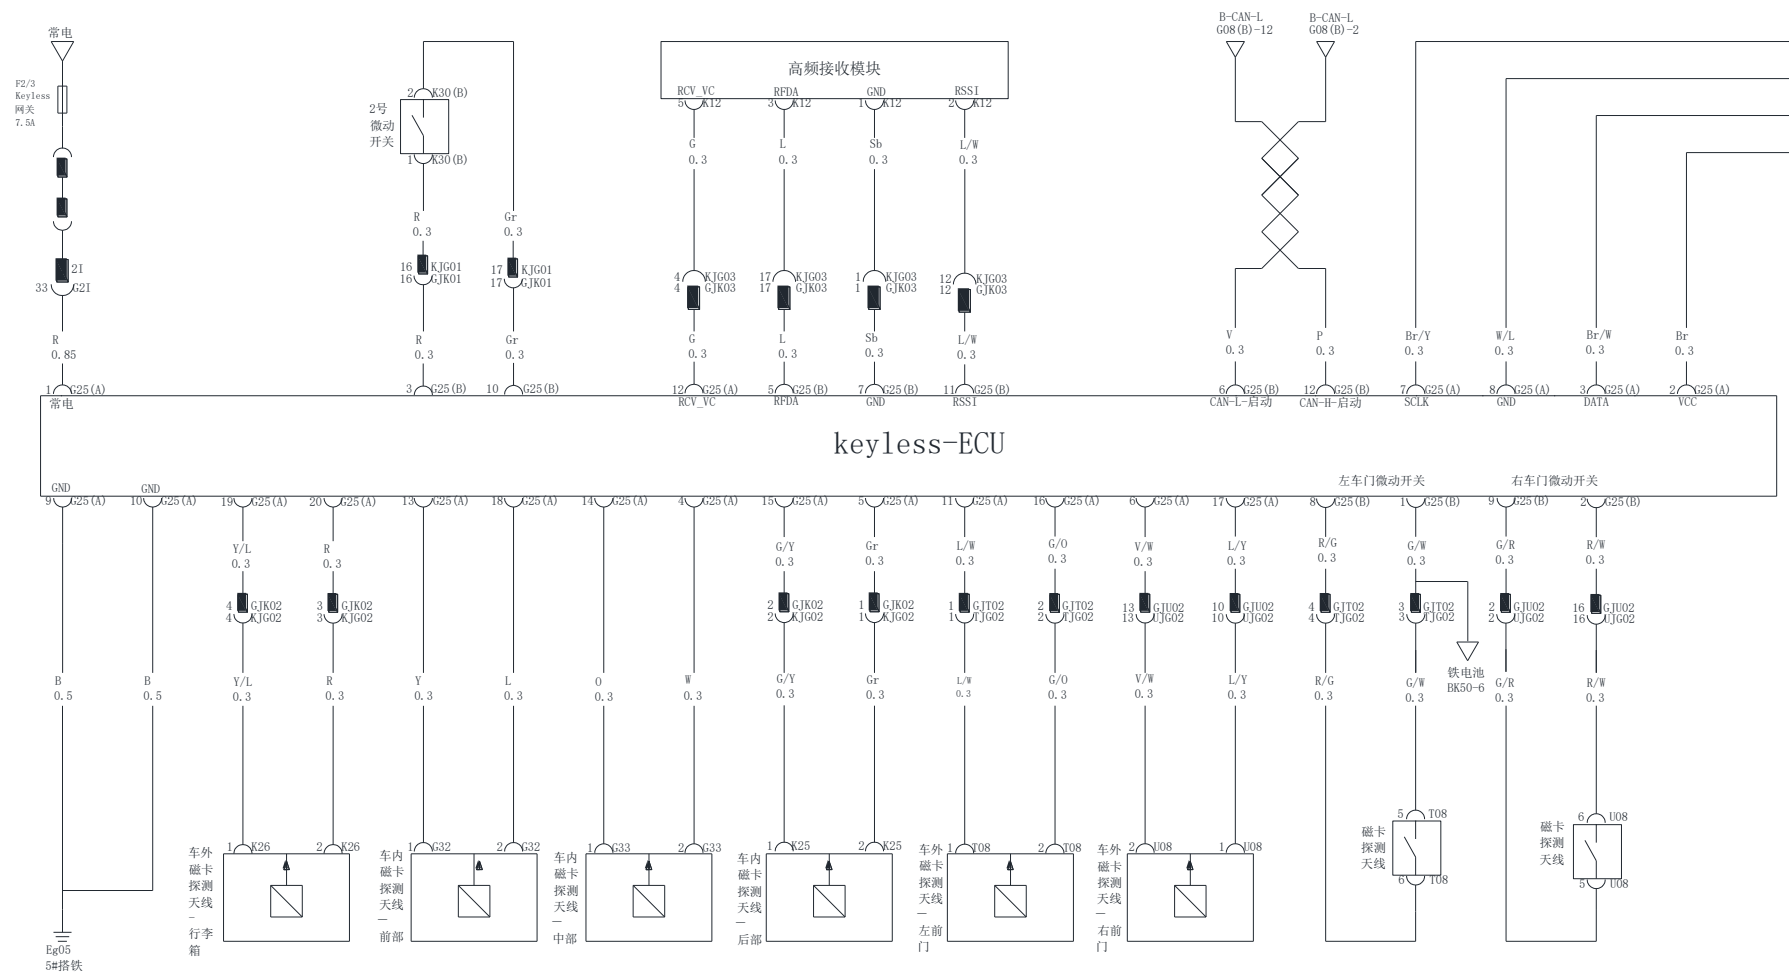 常电
F2/3
Keyless
网关
7.5A
2I
33 G2I
R
0.85
1 G25(A)
常电
2 K30(B)
2号
微动
开关
1 K30(B)
R
0.3
Gr
0.3
16 KJG01
16 GJK01
17 KJG01
17 GJK01
R
0.3
Gr
0.3
3 G25(B)
10 G25(B)
高频接收模块
RCV_VC
RFDA
GND
RSSI
5 K12
3 K12
1 K12
2 K12
G
0.3
L
0.3
Sb
0.3
L/W
0.3
4 KJG03
4 GJK03
17 KJG03
17 GJK03
1 KJG03
1 GJK03
12 KJG03
12 GJK03
G
0.3
L
0.3
Sb
0.3
L/W
0.3
12 G25(A)
5 G25(B)
7 G25(B)
11 G25(B)
RCV_VC
RFDA
GND
RSSI
B-CAN-L
G08(B)-12
B-CAN-L
G08(B)-2
V
0.3
P
0.3
Br/Y
0.3
W/L
0.3
Br/W
0.3
Br
0.3
6 G25(B)
12 G25(B)
7 G25(A)
8 G25(A)
3 G25(A)
2 G25(A)
CAN-L-启动
CAN-H-启动
SCLK
GND
DATA
VCC
keyless-ECU
GND
GND
左车门微动开关
右车门微动开关
9 G25(A)
10 G25(A)
19 G25(A)
20 G25(A)
13 G25(A)
18 G25(A)
14 G25(A)
4 G25(A)
15 G25(A)
5 G25(A)
11 G25(A)
16 G25(A)
6 G25(A)
17 G25(A)
8 G25(B)
1 G25(B)
9 G25(B)
2 G25(B)
Y/L
0.3
R
0.3
G/Y
0.3
Gr
0.3
L/W
0.3
G/O
0.3
V/W
0.3
L/Y
0.3
R/G
0.3
G/W
0.3
G/R
0.3
R/W
0.3
4 GJK02
4 KJG02
3 GJK02
3 KJG02
2 GJK02
2 KJG02
1 GJK02
1 KJG02
1 GJT02
1 TJG02
2 GJT02
2 TJG02
13 GJU02
13 UJG02
10 GJU02
10 UJG02
4 GJT02
4 TJG02
3 GJT02
3 TJG02
2 GJU02
2 UJG02
16 GJU02
16 UJG02
铁电池
BK50-6
B
0.5
B
0.5
Y/L
0.3
R
0.3
Y
0.3
L
0.3
O
0.3
W
0.3
G/Y
0.3
Gr
0.3
L/W
0.3
G/O
0.3
V/W
0.3
L/Y
0.3
R/G
0.3
G/W
0.3
G/R
0.3
R/W
0.3
Eg05
5#搭铁
1 K26
2 K26
车外
磁卡
探测
天线
-
行李
箱
1 G32
2 G32
车内
磁卡
探测
天线
—
前部
1 G33
2 G33
车内
磁卡
探测
天线
—
中部
1 K25
2 K25
车内
磁卡
探测
天线
—
后部
1 T08
2 T08
车外
磁卡
探测
天线
—
左前
门
2 U08
1 U08
车外
磁卡
探测
天线
—
右前
门
5 T08
磁卡
探测
天线
6 T08
6 U08
磁卡
探测
天线
5 U08